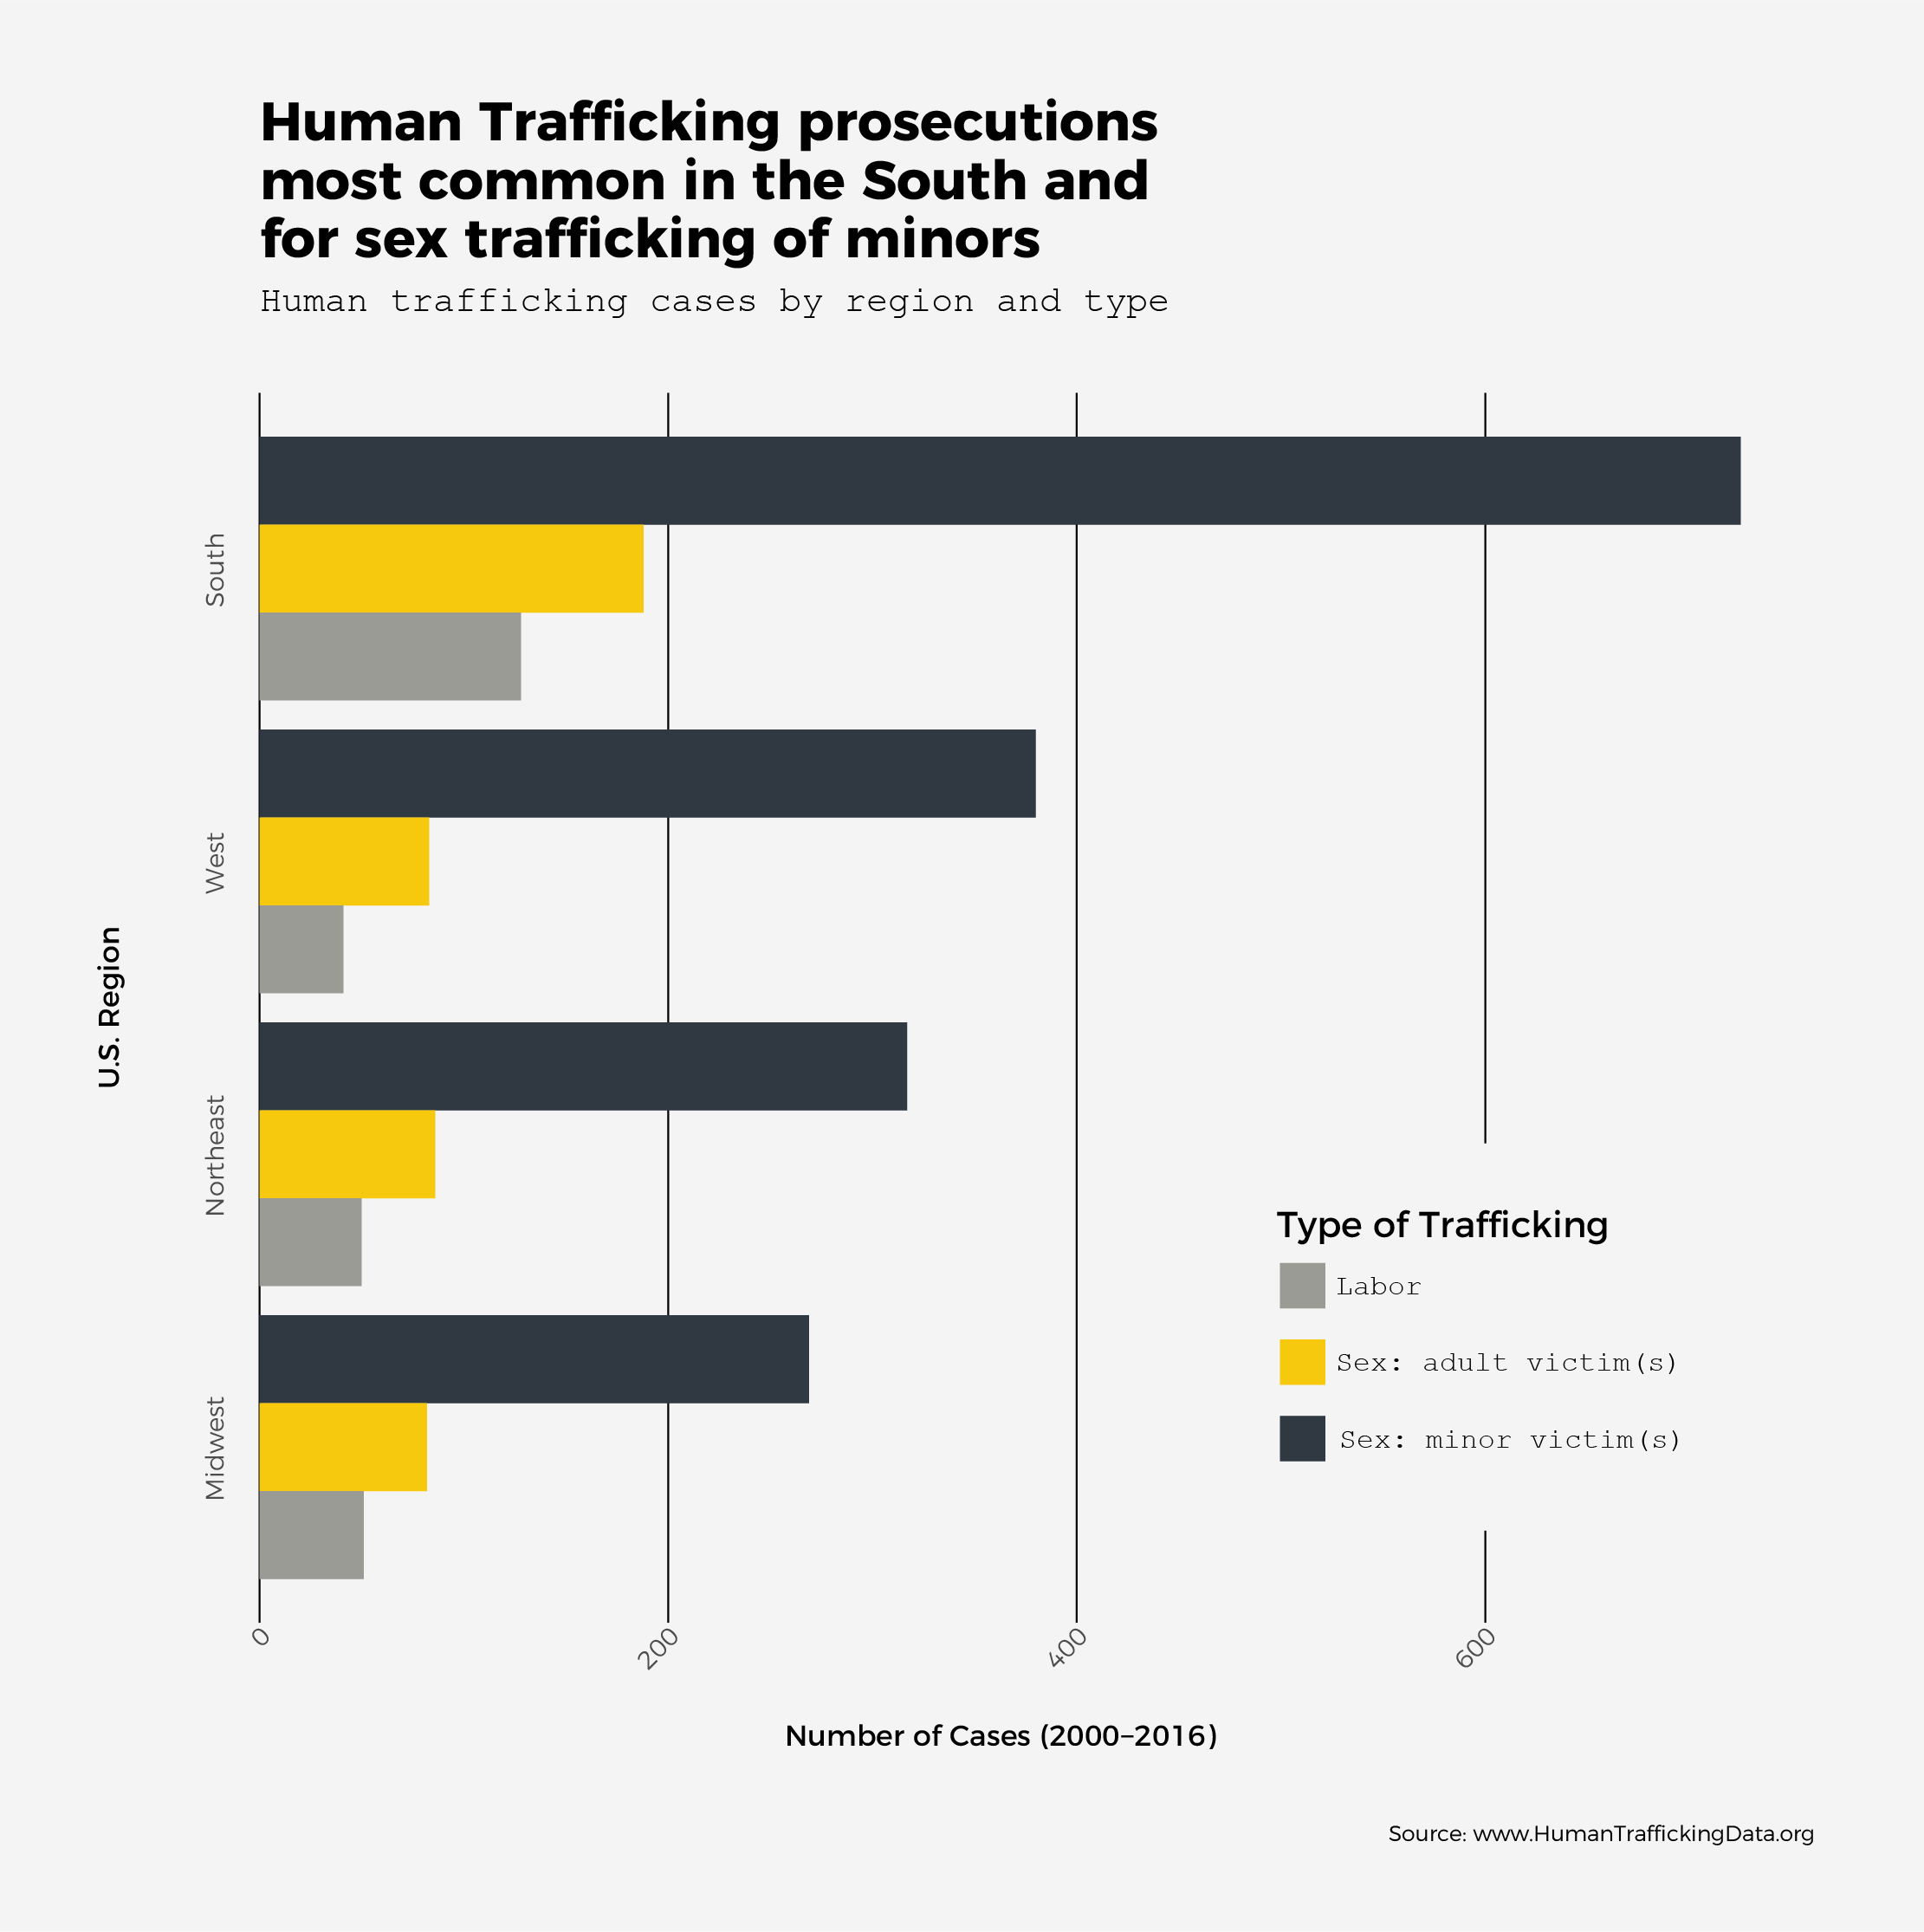 Human Trafficking prosecutions
most common in the South and
for sex trafficking of minors
Human trafficking cases by region and type
South
West
Northeast
Midwest
U.S. Region
Type of Trafficking
Labor
Sex: adult victim(s)
Sex: minor victim(s)
0 200 400 600
Number of Cases (2000–2016)
Source: www.HumanTraffickingData.org